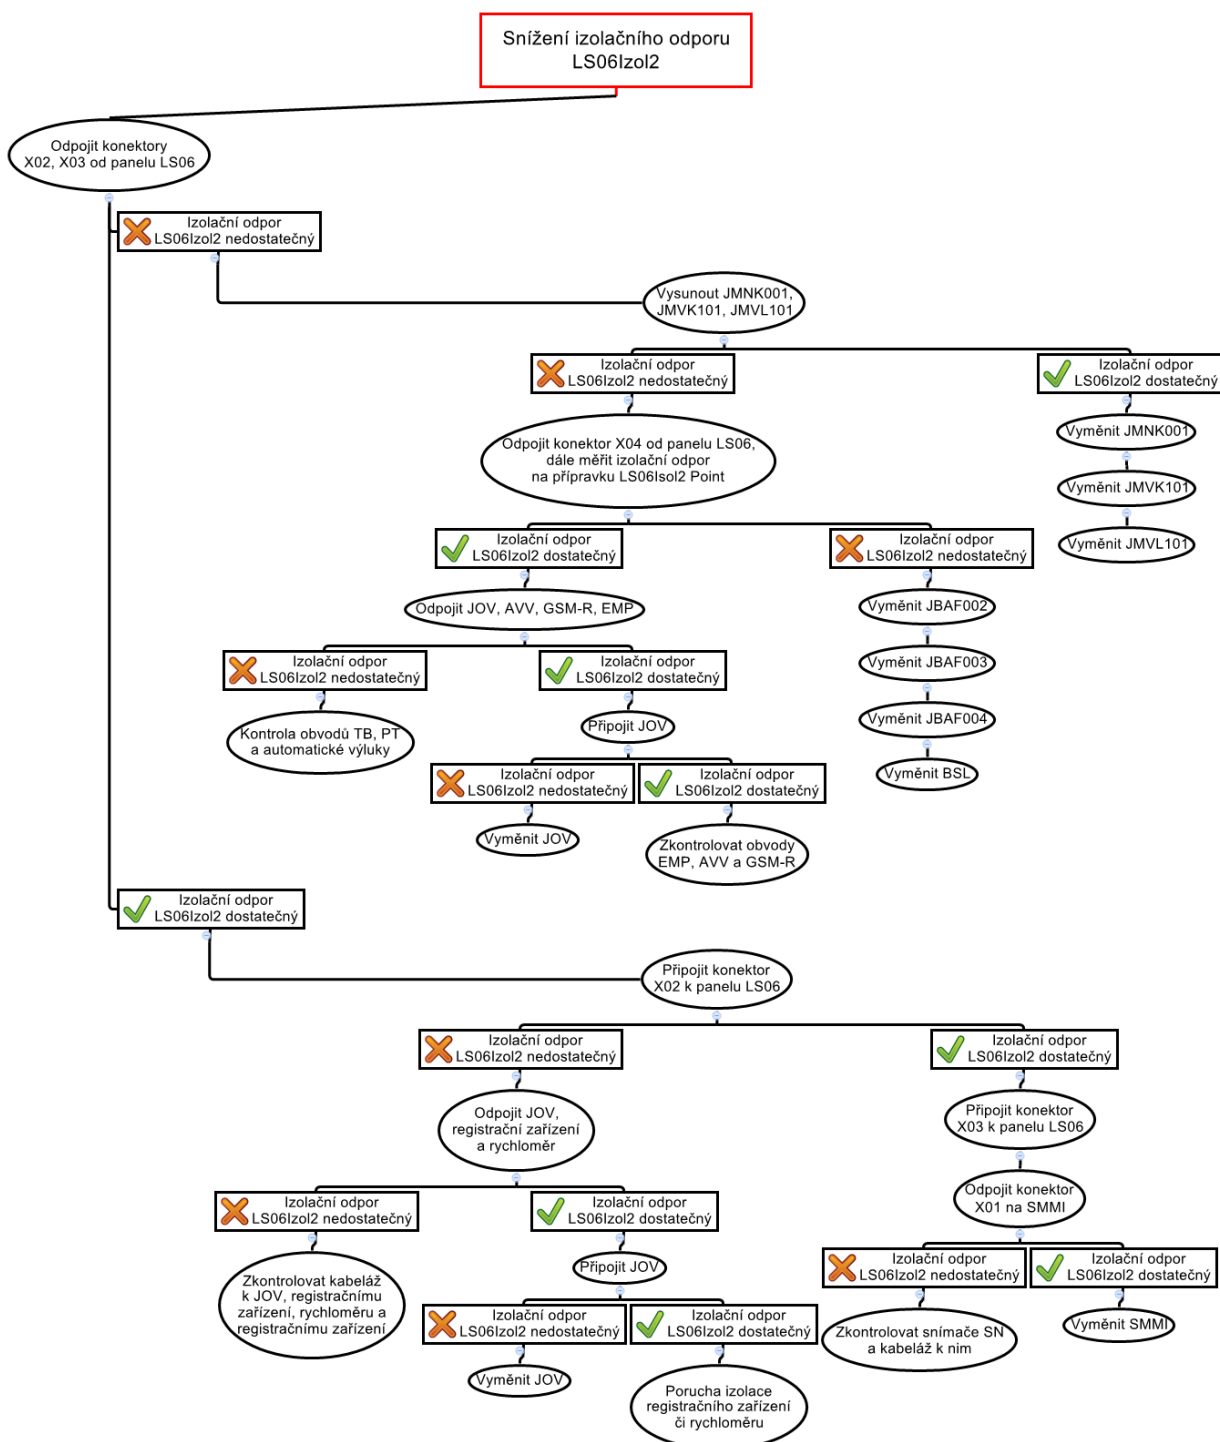 Snížení izolačního odporu
LS06Izol2
Odpojit konektory
X02, X03 od panelu LS06
Izolační odpor
LS06Izol2 nedostatečný
Vysunout JMNK001,
JMVK101, JMVL101
Izolační odpor
LS06Izol2 nedostatečný
Izolační odpor
LS06Izol2 dostatečný
Vyměnit JMNK001
Vyměnit JMVK101
Vyměnit JMVL101
Odpojit konektor X04 od panelu LS06,
dále měřit izolační odpor
na přípravku LS06Isol2 Point
Izolační odpor
LS06Izol2 dostatečný
Izolační odpor
LS06Izol2 nedostatečný
Odpojit JOV, AVV, GSM-R, EMP
Vyměnit JBAF002
Vyměnit JBAF003
Vyměnit JBAF004
Vyměnit BSL
Izolační odpor
LS06Izol2 nedostatečný
Izolační odpor
LS06Izol2 dostatečný
Kontrola obvodů TB, PT
a automatické výluky
Připojit JOV
Izolační odpor
LS06Izol2 nedostatečný
Izolační odpor
LS06Izol2 dostatečný
Vyměnit JOV
Zkontrolovat obvody
EMP, AVV a GSM-R
Izolační odpor
LS06Izol2 dostatečný
Připojit konektor
X02 k panelu LS06
Izolační odpor
LS06Izol2 nedostatečný
Izolační odpor
LS06Izol2 dostatečný
Odpojit JOV,
registrační zařízení
a rychloměr
Připojit konektor
X03 k panelu LS06
Odpojit konektor
X01 na SMMI
Izolační odpor
LS06Izol2 nedostatečný
Izolační odpor
LS06Izol2 dostatečný
Zkontrolovat kabeláž
k JOV, registračnímu
zařízení, rychloměru a
registračnímu zařízení
Připojit JOV
Izolační odpor
LS06Izol2 nedostatečný
Izolační odpor
LS06Izol2 dostatečný
Vyměnit JOV
Porucha izolace
registračního zařízení
či rychloměru
Izolační odpor
LS06Izol2 nedostatečný
Izolační odpor
LS06Izol2 dostatečný
Zkontrolovat snímače SN
a kabeláž k nim
Vyměnit SMMI